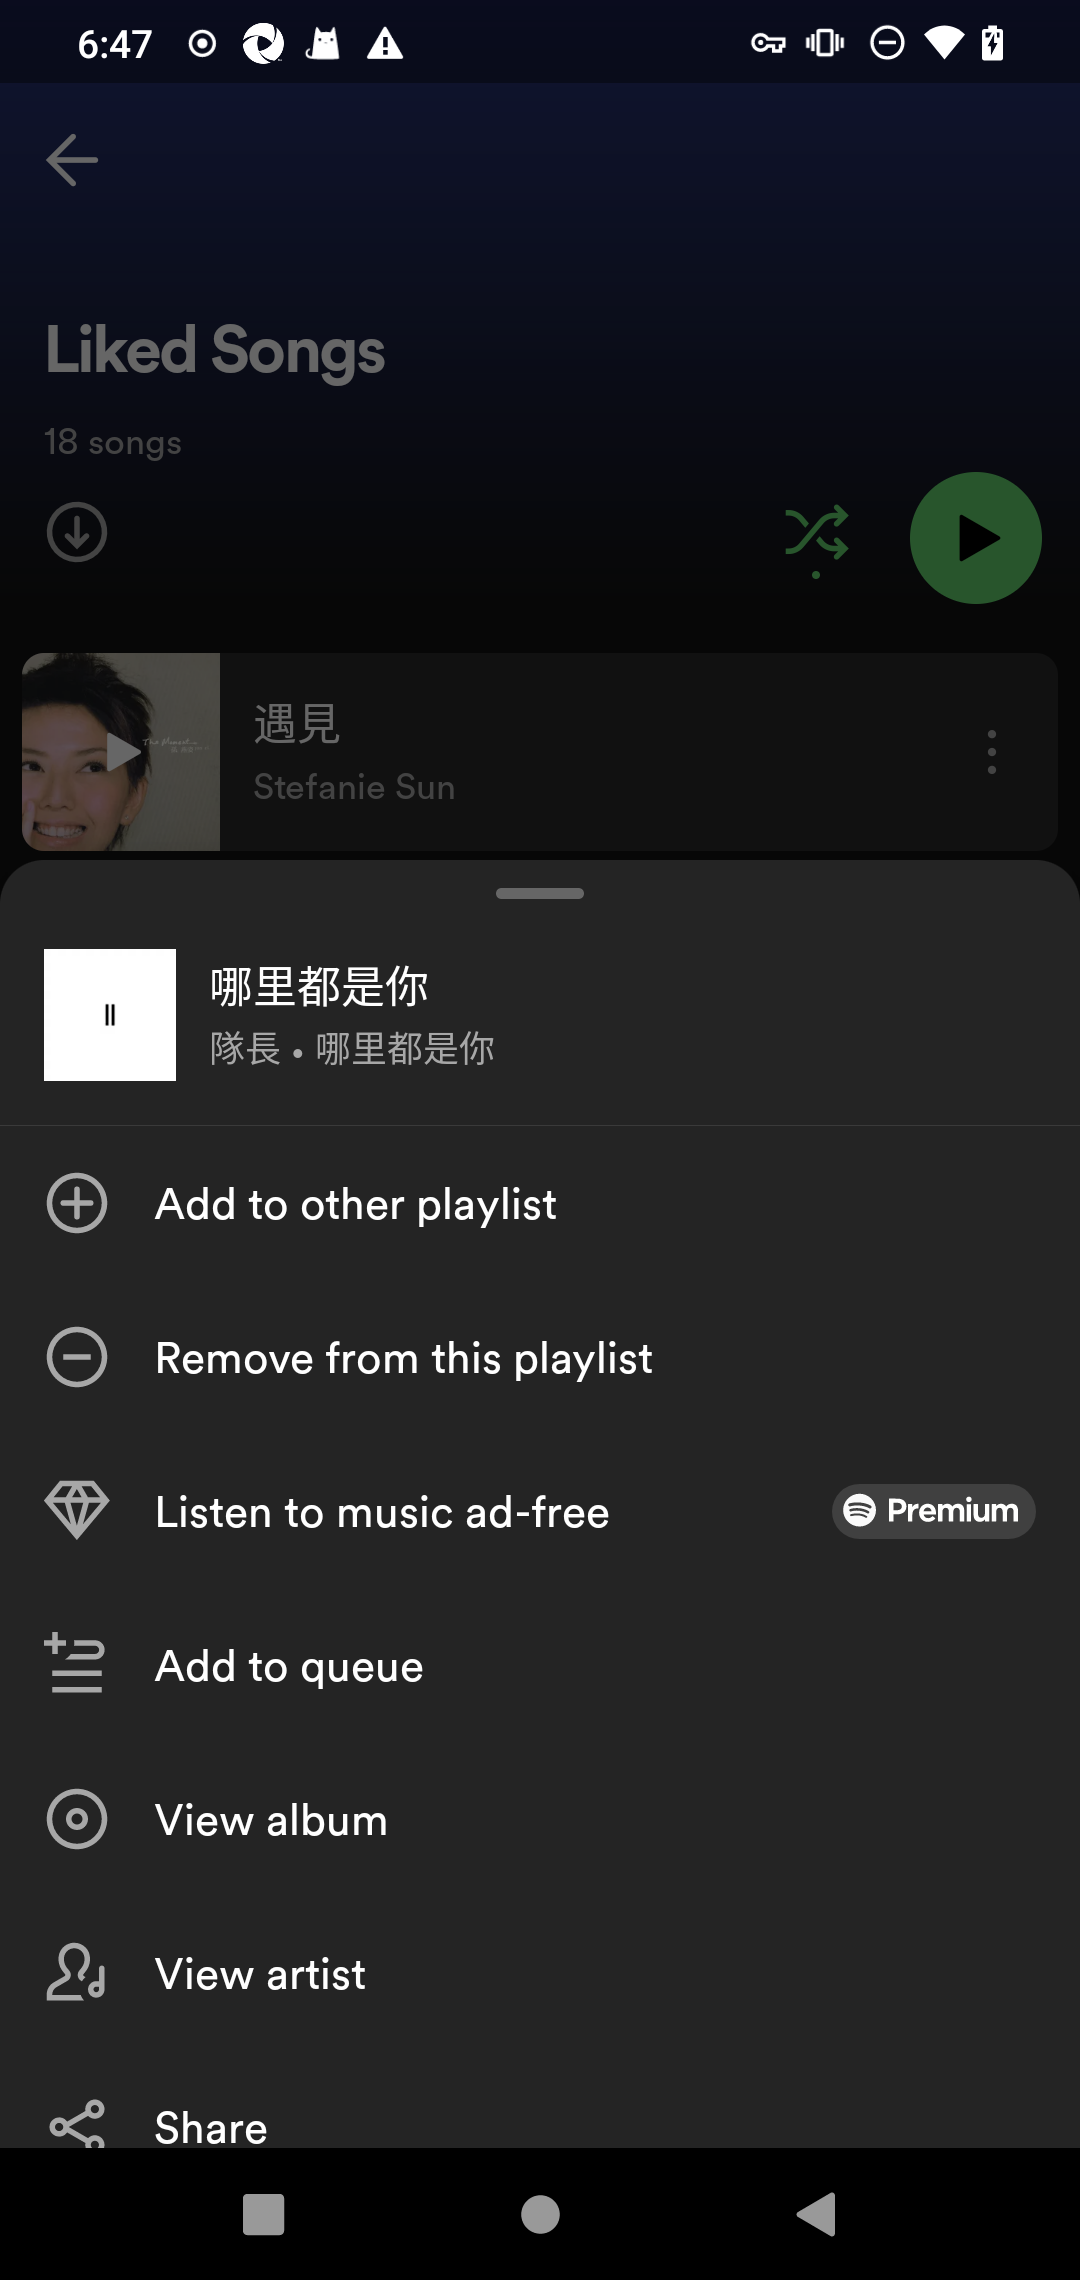 6:47
Liked Songs
18 songs
遇見
Stefanie Sun
哪里都是你
隊長 • 哪里都是你
Add to other playlist
Remove from this playlist
Listen to music ad-free
Premium
Add to queue
View album
View artist
Share